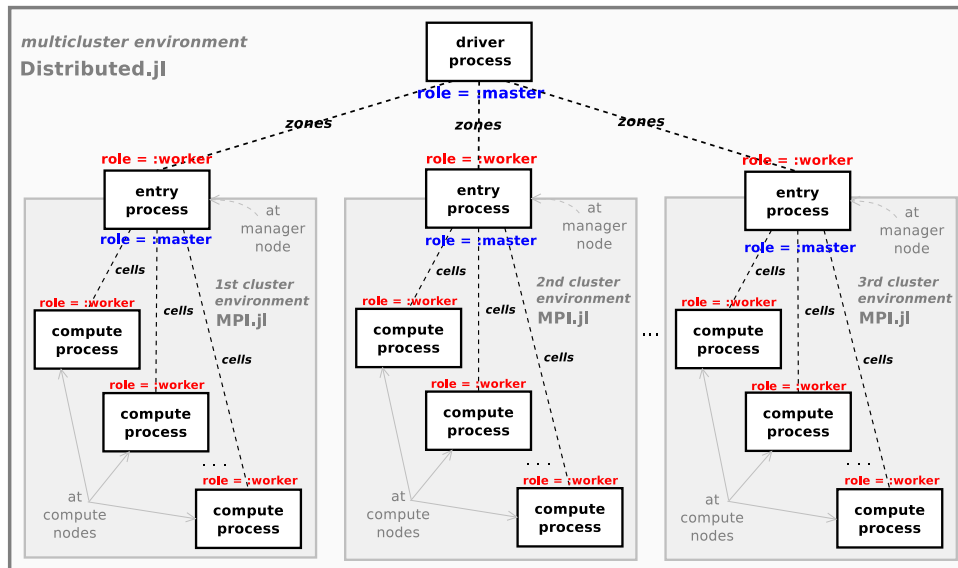 multicluster environment
Distributed.jl
driver
process
role = :master
zones
zones
zones
role = :worker
entry
process
role = :master
at
manager
node
cells
cells
cells
1st cluster
environment
MPI.jl
role = :worker
compute
process
role = :worker
compute
process
. . .
role = :worker
compute
process
at
compute
nodes
role = :worker
entry
process
role = :master
at
manager
node
cells
cells
cells
2nd cluster
environment
MPI.jl
role = :worker
compute
process
role = :worker
compute
process
. . .
role = :worker
compute
process
at
compute
nodes
...
role = :worker
entry
process
role = :master
at
manager
node
cells
cells
cells
3rd cluster
environment
MPI.jl
role = :worker
compute
process
role = :worker
compute
process
. . .
role = :worker
compute
process
at
compute
nodes